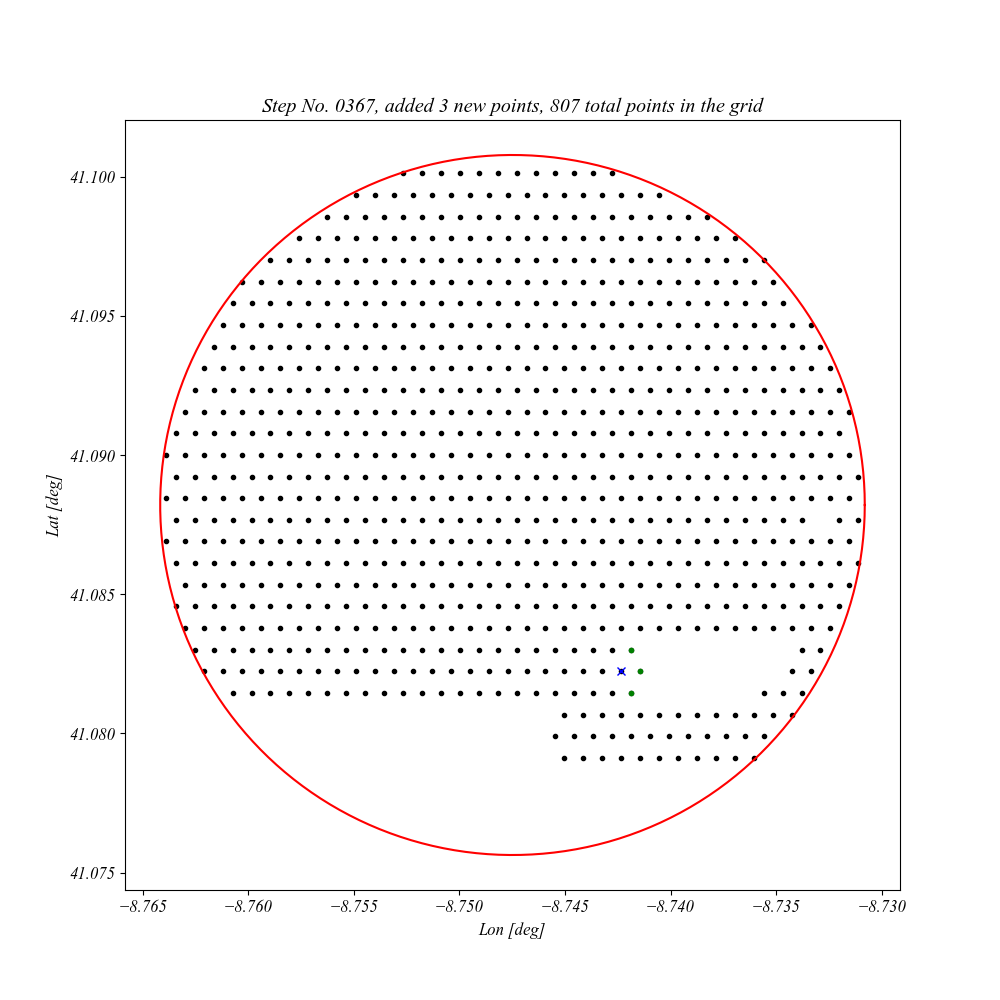 Step No. 0367, added 3 new points, 807 total points in the grid
41.100
41.095
41.090
41.085
41.080
41.075
Lat [deg]
−8.765 −8.760 −8.755 −8.750 −8.745 −8.740 −8.735 −8.730
Lon [deg]